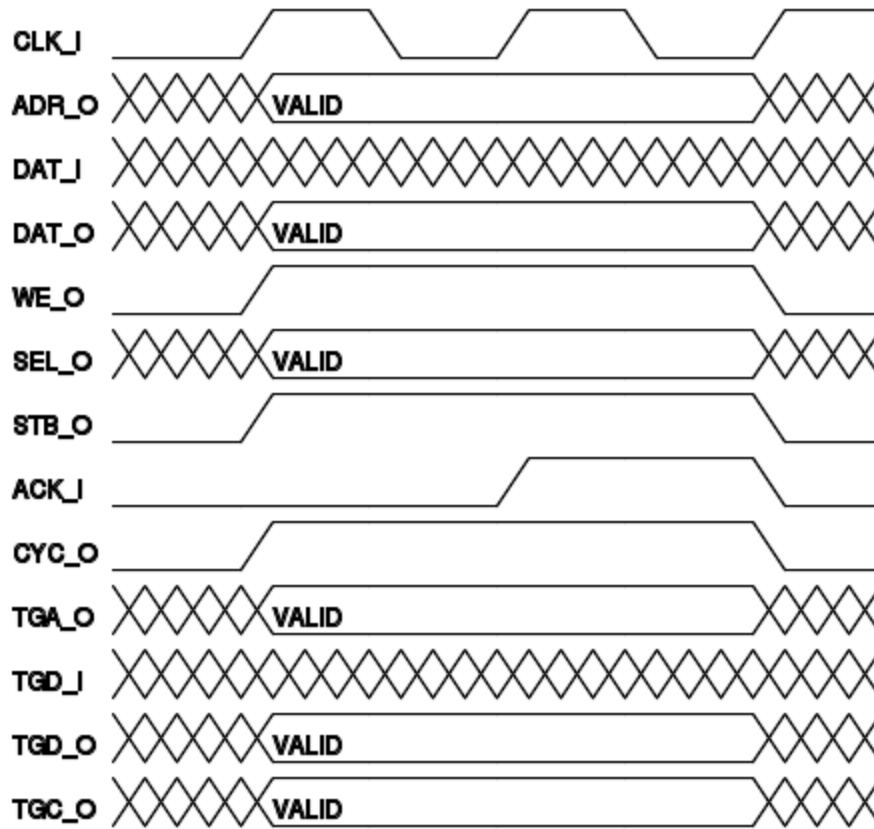 CLK_I
ADR_O VALID
DAT_I
DAT_O VALID
WE_O
SEL_O VALID
STB_O
ACK_I
CYC_O
TGA_O VALID
TGD_I
TGD_O VALID
TGC_O VALID